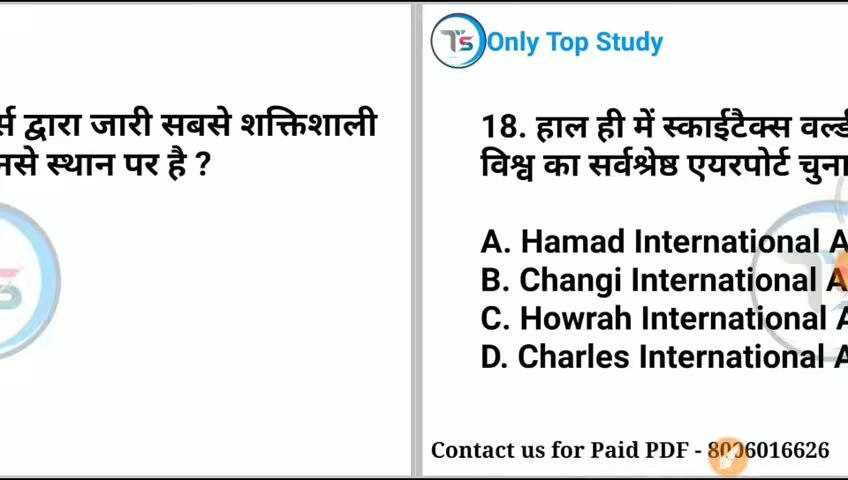 र्स द्वारा जारी सबसे शक्तिशाली
नसे स्थान पर है ?
TS Only Top Study
18. हाल ही में स्काईटैक्स वर्ल्ड
विश्व का सर्वश्रेष्ठ एयरपोर्ट चुना
A. Hamad International A
B. Changi International A
C. Howrah International A
D. Charles International A
Contact us for Paid PDF - 8006016626